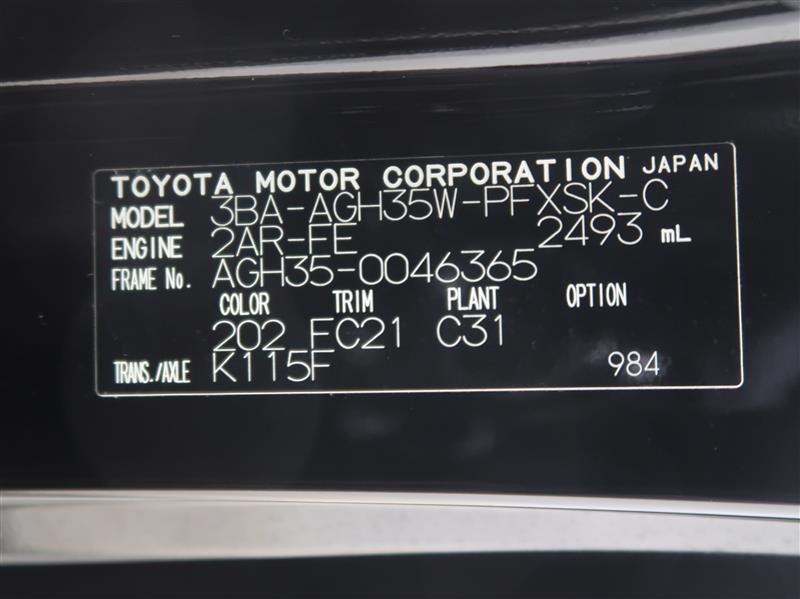 TOYOTA MOTOR CORPORATION JAPAN
MODEL 3BA-AGH35W-PFXSK-C
ENGINE 2AR-FE 2493 mL
FRAME No. AGH35-0046365
COLOR TRIM PLANT OPTION
202 FC21 C31
TRANS./AXLE K115F 984